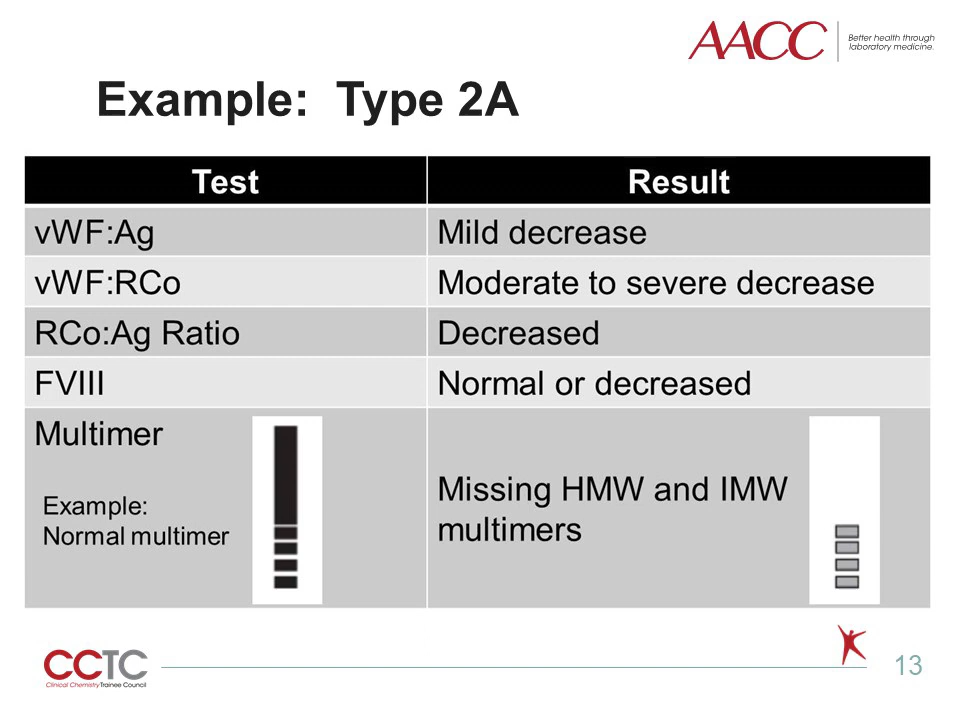 AACC
Better health through
laboratory medicine.
Example: Type 2A
Test
Result
vWF:Ag
Mild decrease
vWF:RCo
Moderate to severe decrease
RCo:Ag Ratio
Decreased
FVIII
Normal or decreased
Multimer
Example:
Normal multimer
Missing HMW and IMW
multimers
CCTC
Clinical Chemistry Trainee Council
13